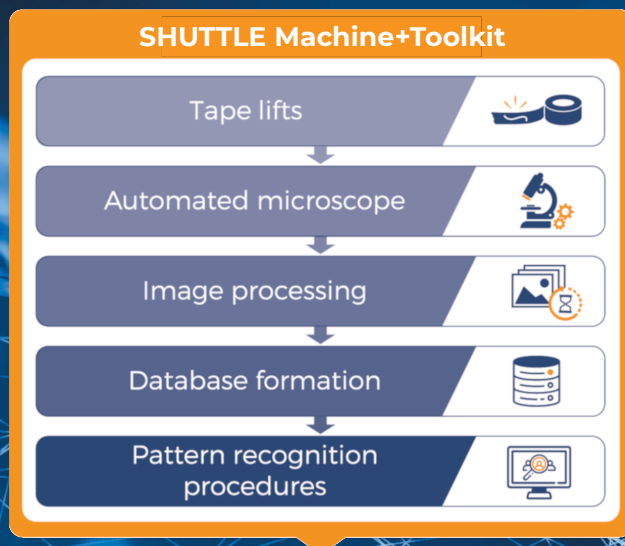 SHUTTLE Machine+Toolkit
Tape lifts
Automated microscope
Image processing
Database formation
Pattern recognition
procedures